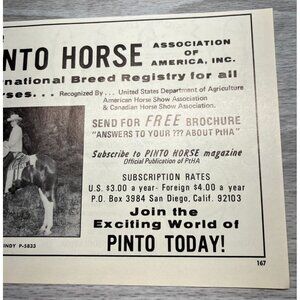 INTO HORSE ASSOCIATION OF AMERICA, INC.
rnational Breed Registry for all
rses... Recognized By... United States Department of Agriculture
American Horse Show Association
& Canadian Horse Show Association.
SEND FOR FREE BROCHURE
"ANSWERS TO YOUR ??? ABOUT PtHA"
Subscribe to PINTO HORSE magazine
Official Publication of PtHA
SUBSCRIPTION RATES
U.S. $3.00 a year- Foreign $4.00 a year
P.O. Box 3984 San Diego, Calif. 92103
Join the
Exciting World of
PINTO TODAY!
INDY P-5833
167